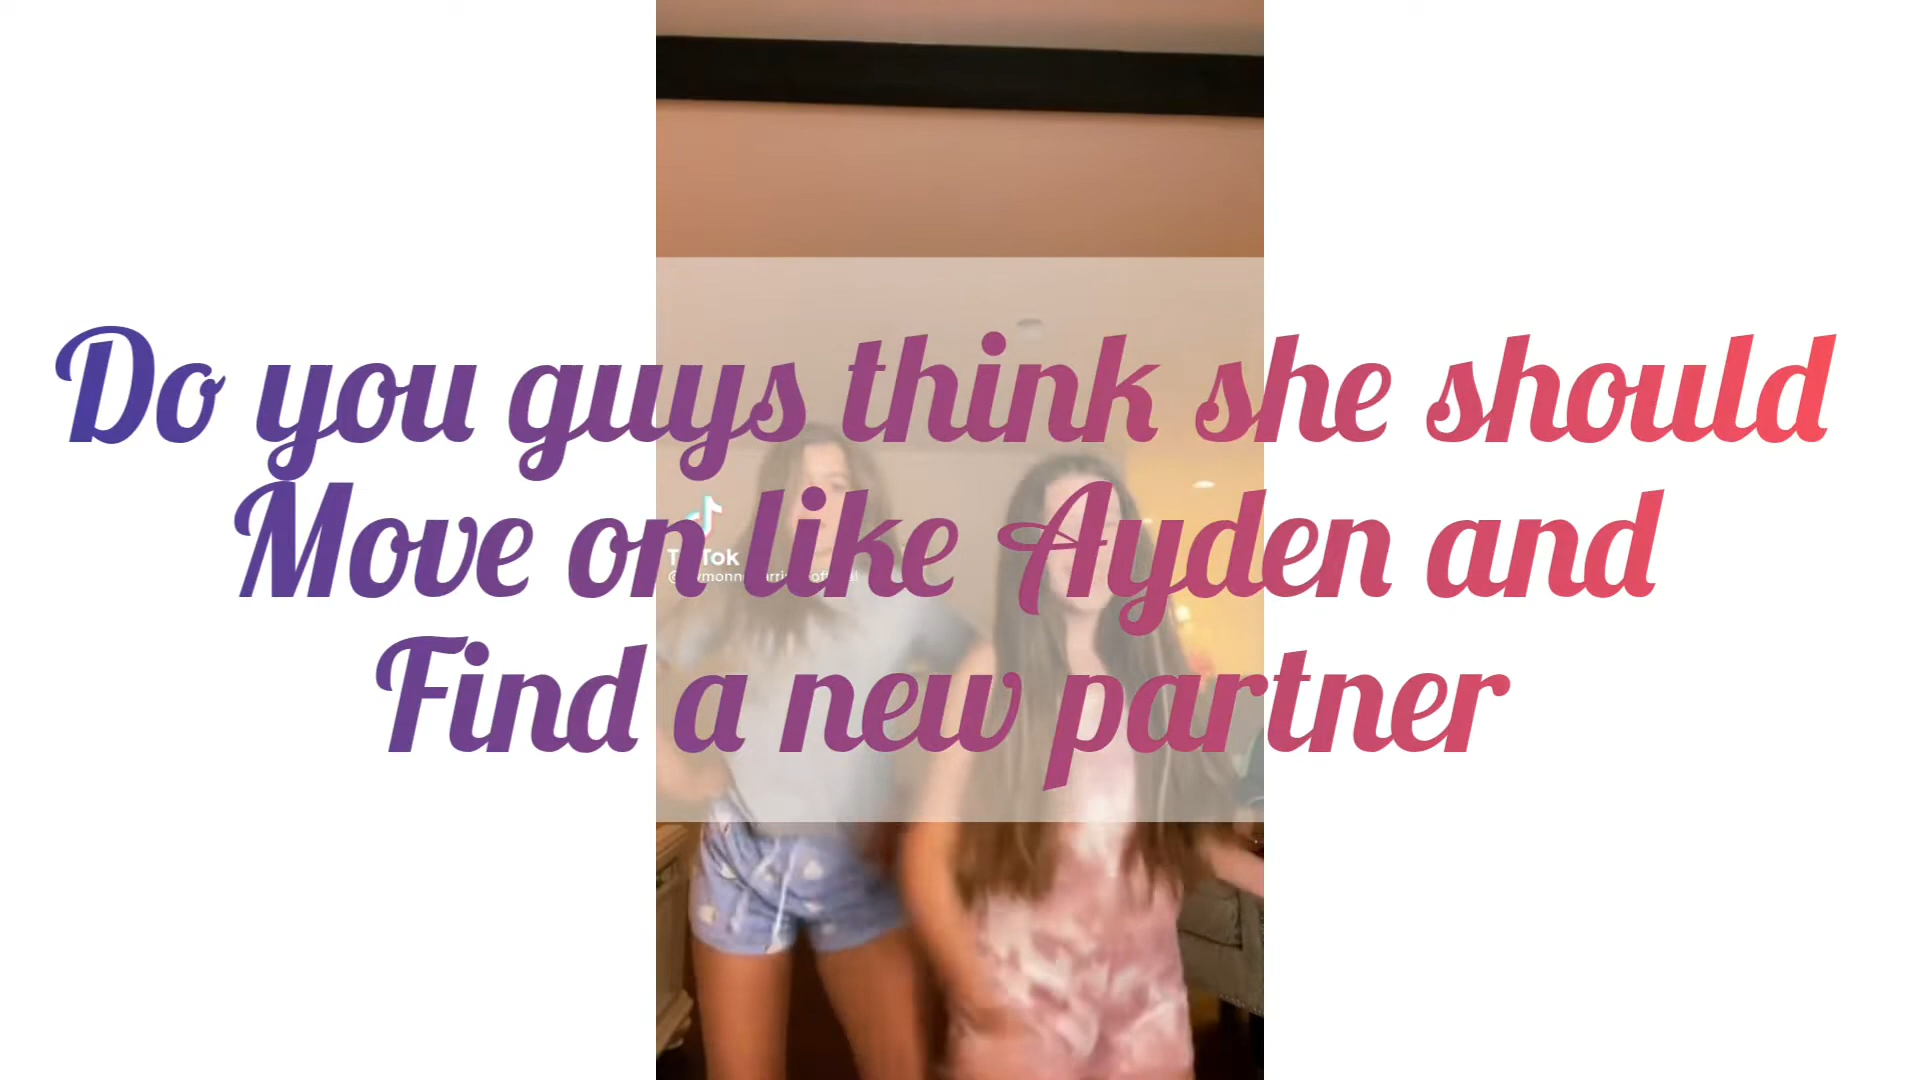 Do you guys think she should
Move on like Ayden and
Find a new partner
TikTok